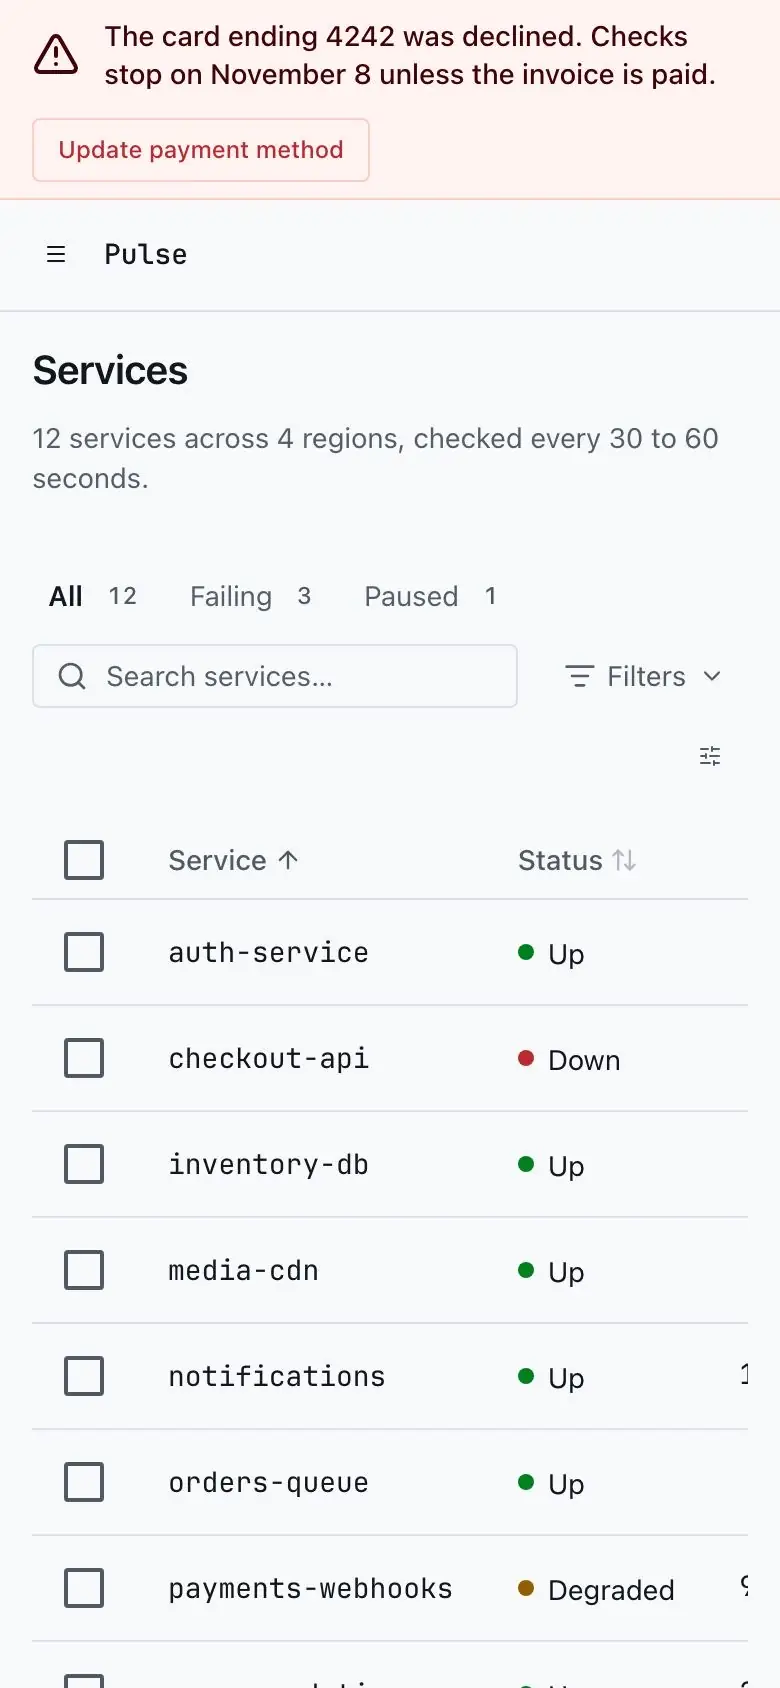 The card ending 4242 was declined. Checks
stop on November 8 unless the invoice is paid.
Update payment method
Pulse
Services
12 services across 4 regions, checked every 30 to 60
seconds.
All 12 Failing 3 Paused 1
Search services...
Filters
Service Status
auth-service Up
checkout-api Down
inventory-db Up
media-cdn Up
notifications Up
orders-queue Up
payments-webhooks Degraded